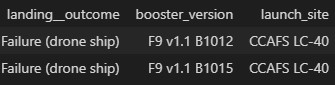 landing__outcome booster_version launch_site
Failure (drone ship) F9 v1.1 B1012 CCAFS LC-40
Failure (drone ship) F9 v1.1 B1015 CCAFS LC-40